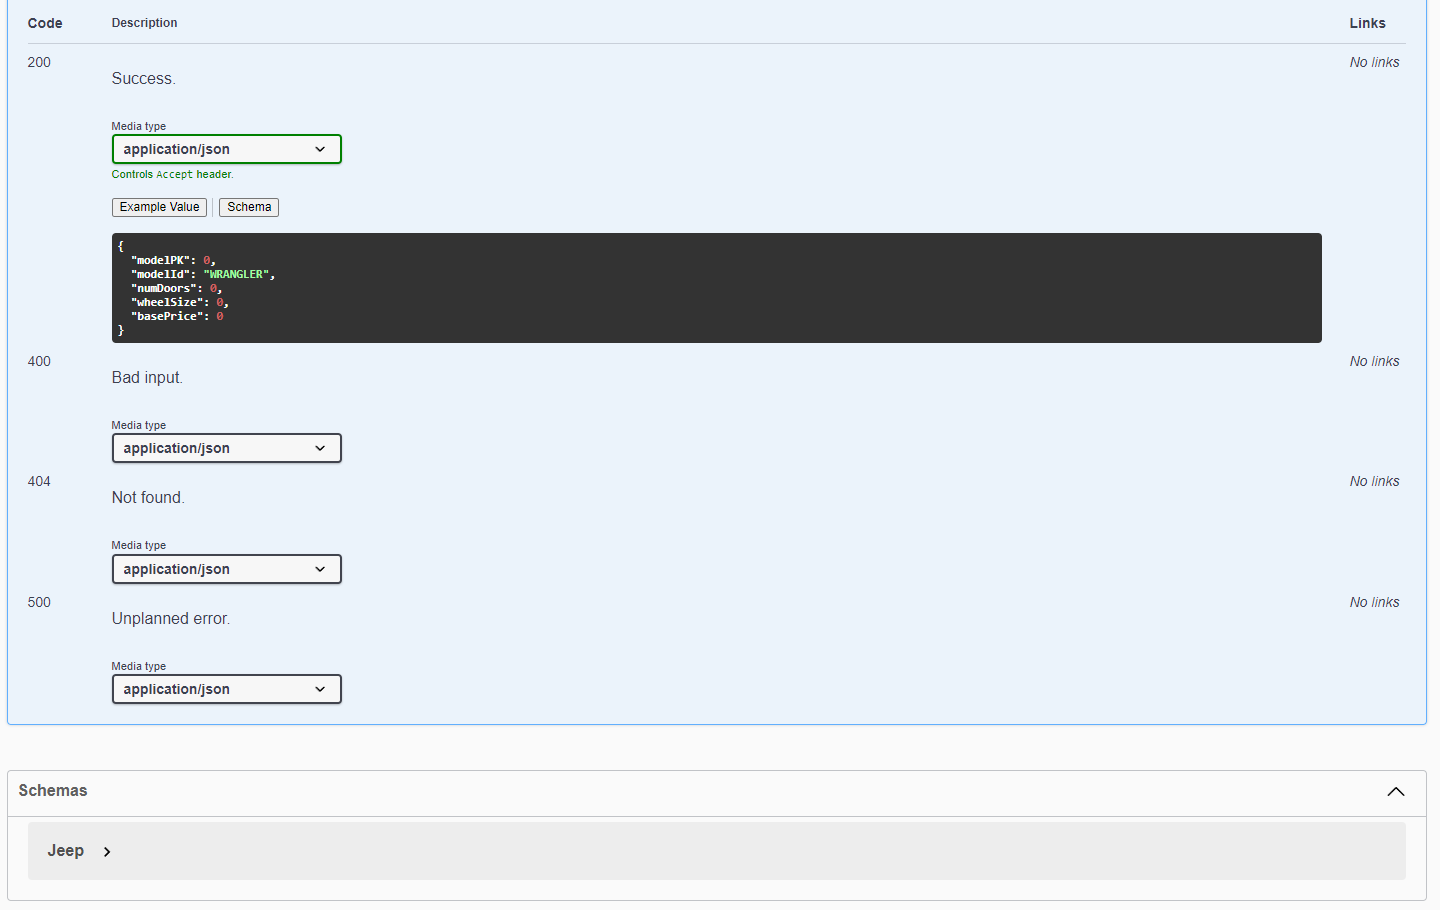 Code Description Links
200 No links
Success.
Media type
application/json
Controls Accept header.
Example Value Schema
{
"modelPK": 0,
"modelId": "WRANGLER",
"numDoors": 0,
"wheelSize": 0,
"basePrice": 0
}
400 No links
Bad input.
Media type
application/json
404 No links
Not found.
Media type
application/json
500 No links
Unplanned error.
Media type
application/json
Schemas
Jeep